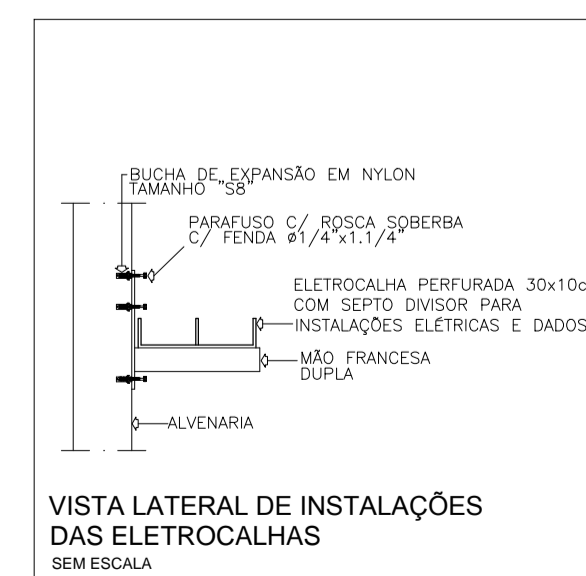 BUCHA DE EXPANSÃO EM NYLON
TAMANHO "S8"
PARAFUSO C/ ROSCA SOBERBA
C/ FENDA ø1/4"x1.1/4"
ELETROCALHA PERFURADA 30x10c
COM SEPTO DIVISOR PARA
INSTALAÇÕES ELÉTRICAS E DADOS
MÃO FRANCESA
DUPLA
ALVENARIA
VISTA LATERAL DE INSTALAÇÕES
DAS ELETROCALHAS
SEM ESCALA